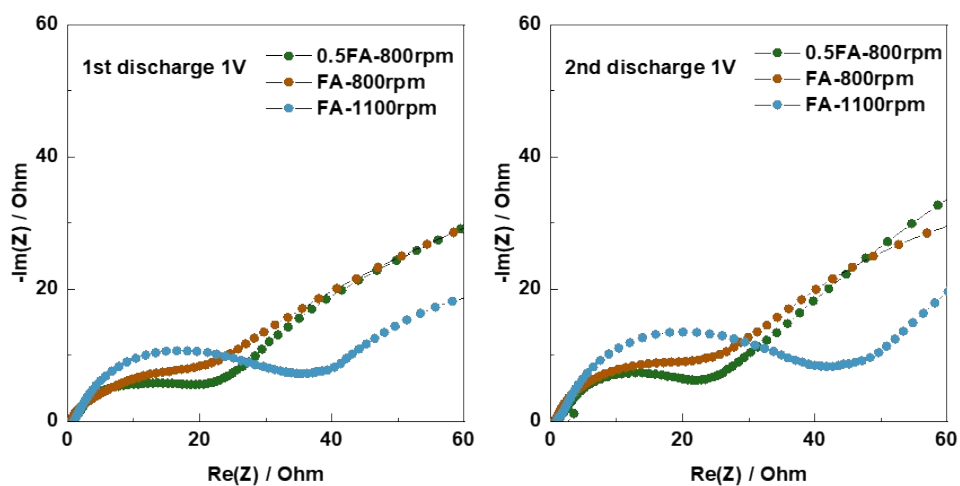 60
40
20
0
-Im(Z) / Ohm
1st discharge 1V
0.5FA-800rpm
FA-800rpm
FA-1100rpm
0 20 40 60
Re(Z) / Ohm
60
40
20
0
-Im(Z) / Ohm
2nd discharge 1V
0.5FA-800rpm
FA-800rpm
FA-1100rpm
0 20 40 60
Re(Z) / Ohm